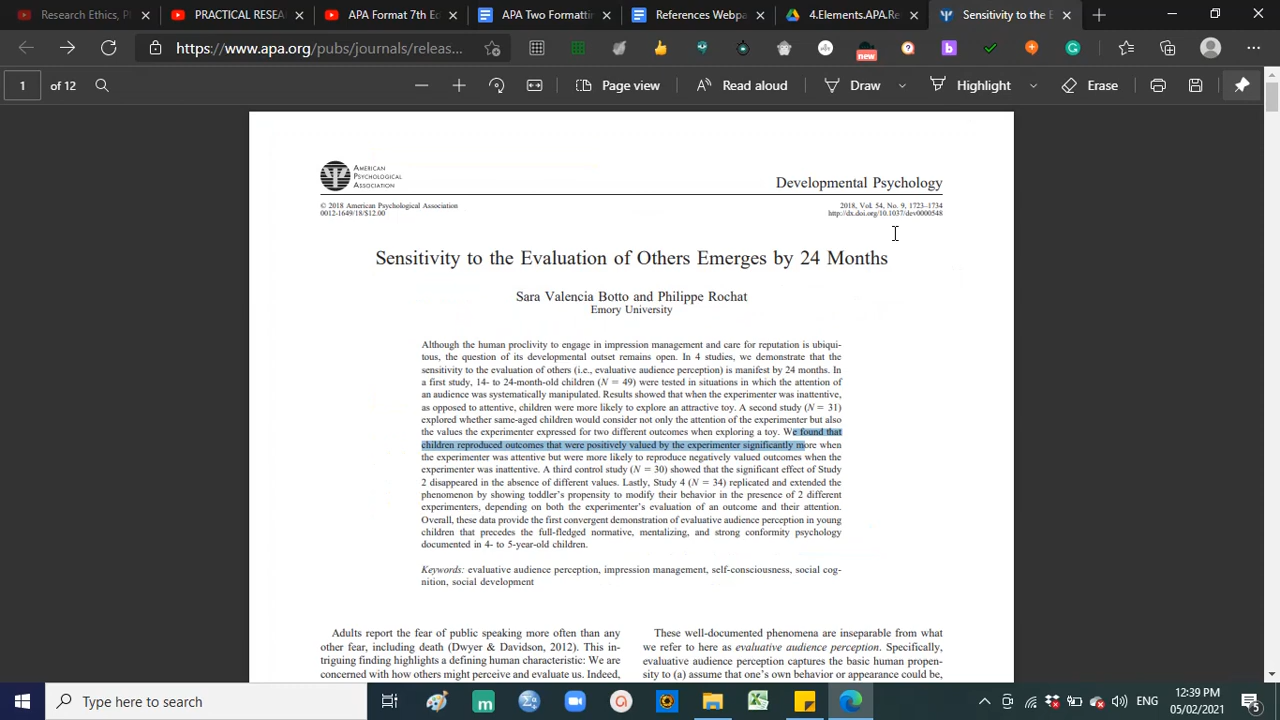 Research Ethics,
PRACTICAL RESEA
APA Format 7th Ec
APA Two Formattin
References Webpa
4.Elements.APA.Re
Sensitivity to the E
https://www.apa.org/pubs/journals/releas...
new
1 of 12
Page view
Read aloud
Draw
Highlight
Erase
AMERICAN
PSYCHOLOGICAL
ASSOCIATION
Developmental Psychology
© 2018 American Psychological Association
0012-1649/18/$12.00
2018, Vol. 54, No. 9, 1723–1734
http://dx.doi.org/10.1037/dev0000548
Sensitivity to the Evaluation of Others Emerges by 24 Months
Sara Valencia Botto and Philippe Rochat
Emory University
Although the human proclivity to engage in impression management and care for reputation is ubiqui-
tous, the question of its developmental outset remains open. In 4 studies, we demonstrate that the
sensitivity to the evaluation of others (i.e., evaluative audience perception) is manifest by 24 months. In
a first study, 14- to 24-month-old children (N = 49) were tested in situations in which the attention of
an audience was systematically manipulated. Results showed that when the experimenter was inattentive,
as opposed to attentive, children were more likely to explore an attractive toy. A second study (N = 31)
explored whether same-aged children would consider not only the attention of the experimenter but also
the values the experimenter expressed for two different outcomes when exploring a toy. We found that
children reproduced outcomes that were positively valued by the experimenter significantly more when
the experimenter was attentive but were more likely to reproduce negatively valued outcomes when the
experimenter was inattentive. A third control study (N = 30) showed that the significant effect of Study
2 disappeared in the absence of different values. Lastly, Study 4 (N = 34) replicated and extended the
phenomenon by showing toddler's propensity to modify their behavior in the presence of 2 different
experimenters, depending on both the experimenter's evaluation of an outcome and their attention.
Overall, these data provide the first convergent demonstration of evaluative audience perception in young
children that precedes the full-fledged normative, mentalizing, and strong conformity psychology
documented in 4- to 5-year-old children.
Keywords: evaluative audience perception, impression management, self-consciousness, social cog-
nition, social development
Adults report the fear of public speaking more often than any
other fear, including death (Dwyer & Davidson, 2012). This in-
triguing finding highlights a defining human characteristic: We are
concerned with how others might perceive and evaluate us. Indeed,
These well-documented phenomena are inseparable from what
we refer to here as evaluative audience perception. Specifically,
evaluative audience perception captures the basic human propen-
sity to (a) assume that one's own behavior or appearance could be,
Type here to search
ENG
12:39 PM
05/02/2021
5